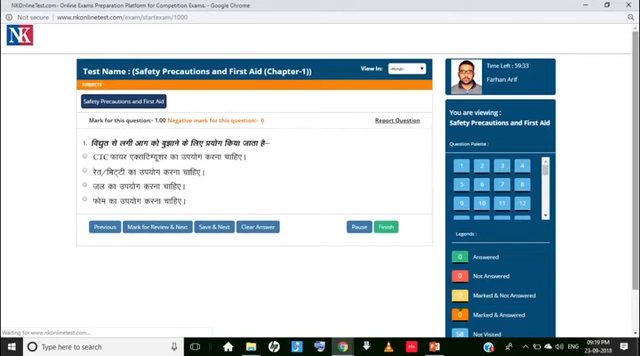 NKOnlineTest.com- Online Exams Preparation Platform for Competition Exams. - Google Chrome
Not secure | www.nkonlinetest.com/exam/startexam/1000
NK
Test Name : (Safety Precautions and First Aid (Chapter-1))
View In:
Time Left : 59:33
Farhan Arif
SUBJECTS
Safety Precautions and First Aid
Mark for this question:- 1.00 Negative mark for this question:- 0
Report Question
1. विद्युत से लगी आग को बुझाने के लिए प्रयोग किया जाता है-
CTC फायर एक्सटिंग्यूशर का उपयोग करना चाहिए।
रेत/मिट्टी का उपयोग करना चाहिए।
जल का उपयोग करना चाहिए।
फोम का उपयोग करना चाहिए।
Previous
Mark for Review & Next
Save & Next
Clear Answer
Pause
Finish
You are viewing:
Safety Precautions and First Aid
Question Palette:
1 2 3 4
5 6 7 8
9 10 11 12
Legends:
0 Answered
0 Not Answered
0 Marked & Not Answered
0 Marked & Answered
58 Not Visited
Waiting for www.nkonlinetest.com...
Type here to search
09:19 PM
23-09-2018